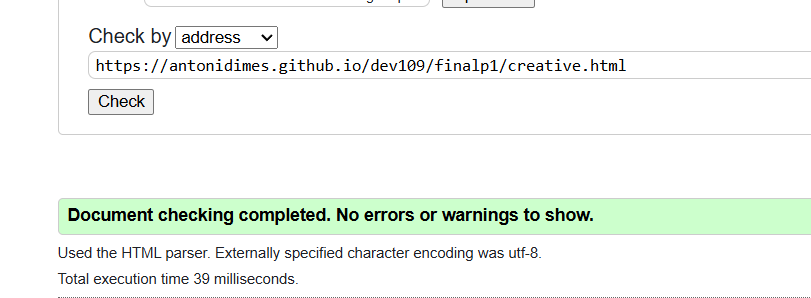 Check by address
https://antonidimes.github.io/dev109/finalp1/creative.html
Check
Document checking completed. No errors or warnings to show.
Used the HTML parser. Externally specified character encoding was utf-8.
Total execution time 39 milliseconds.